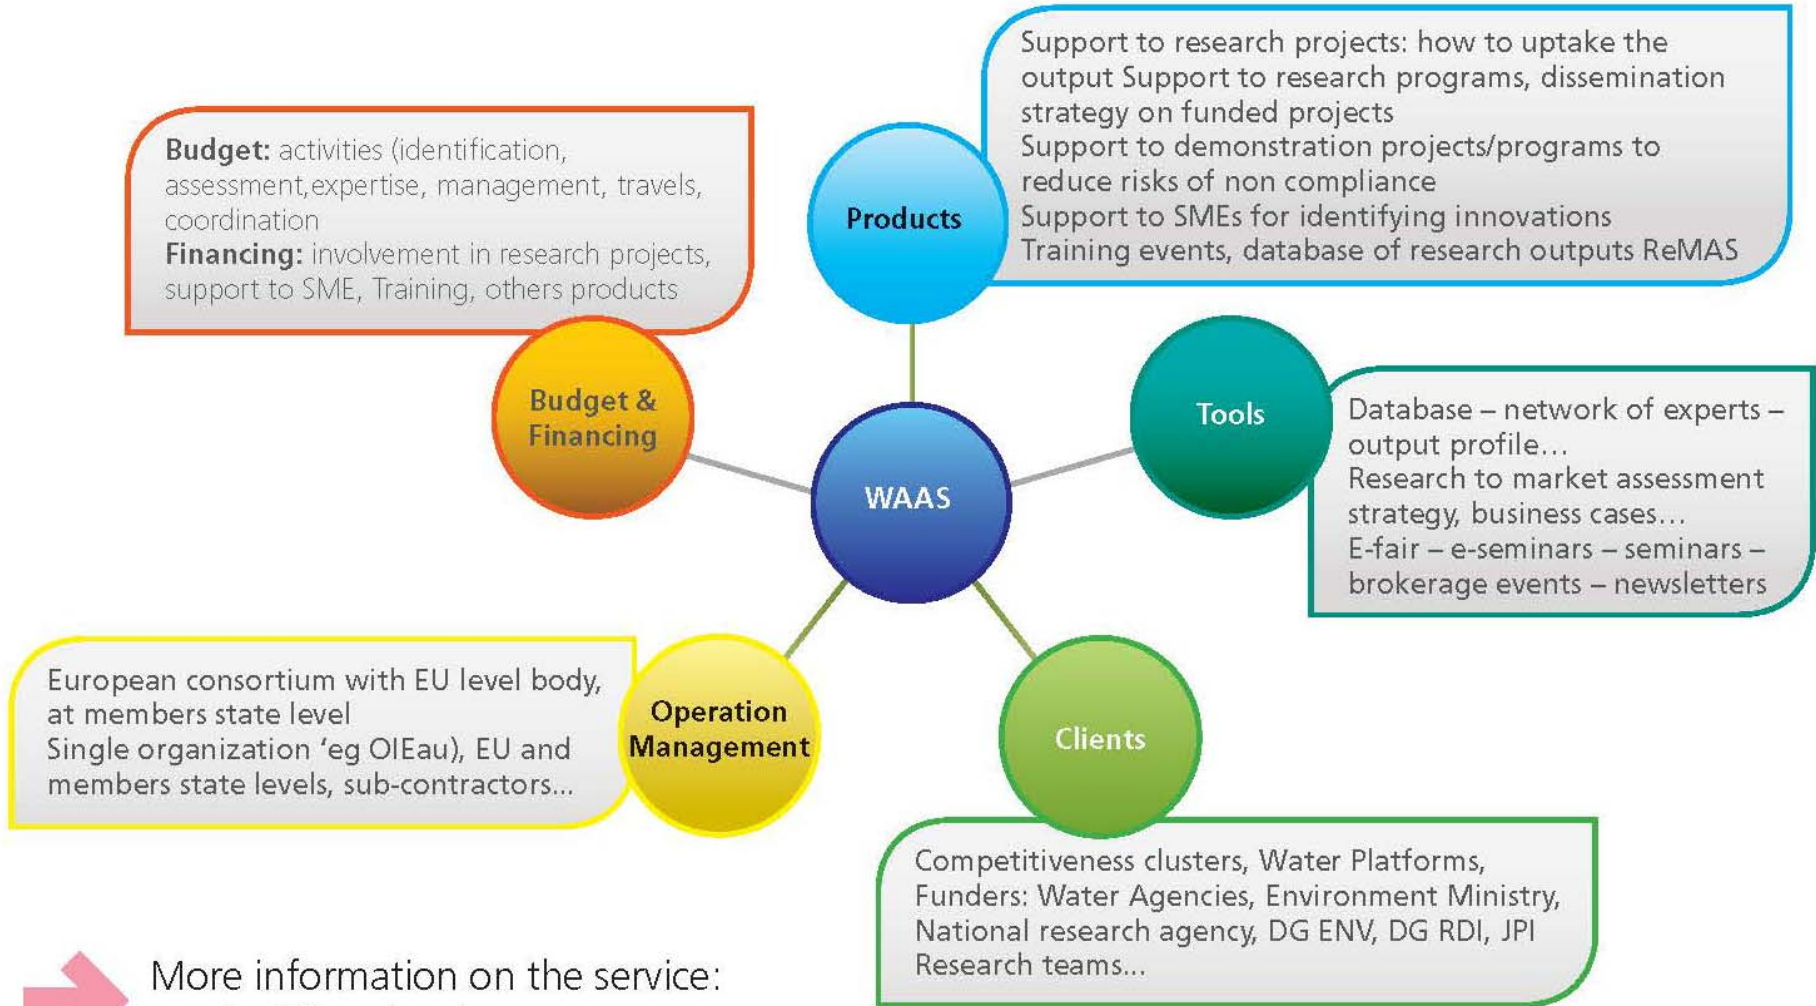 Support to research projects: how to uptake the
output Support to research programs, dissemination
strategy on funded projects
Support to demonstration projects/programs to
reduce risks of non compliance
Support to SMEs for identifying innovations
Training events, database of research outputs ReMAS
Products
Budget: activities (identification,
assessment,expertise, management, travels,
coordination
Financing: involvement in research projects,
support to SME, Training, others products
Budget &
Financing
Tools
Database – network of experts –
output profile...
Research to market assessment
strategy, business cases...
E-fair – e-seminars – seminars –
brokerage events – newsletters
WAAS
European consortium with EU level body,
at members state level
Single organization ‘eg OIEau), EU and
members state levels, sub-contractors...
Operation
Management
Clients
Competitiveness clusters, Water Platforms,
Funders: Water Agencies, Environment Ministry,
National research agency, DG ENV, DG RDI, JPI
Research teams...
More information on the service: